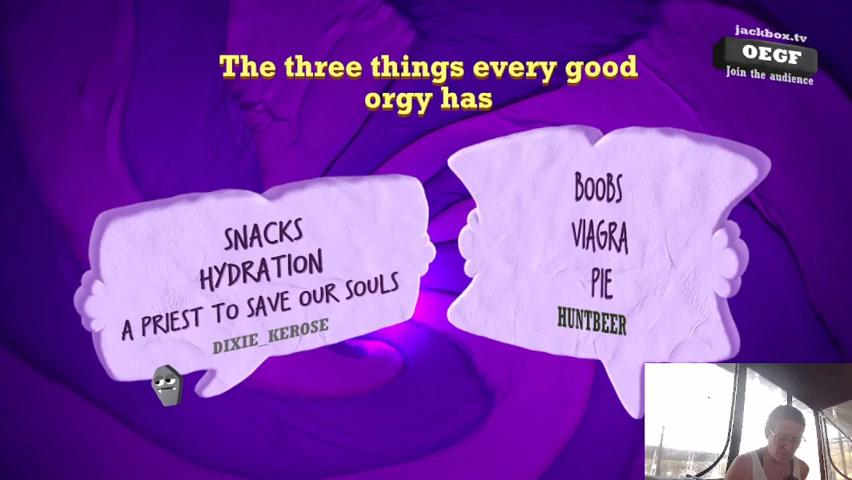 jackbox.tv
OEGF
Join the audience
The three things every good
orgy has
SNACKS
HYDRATION
A PRIEST TO SAVE OUR SOULS
DIXIE_KEROSE
BOOBS
VIAGRA
PIE
HUNTBEER